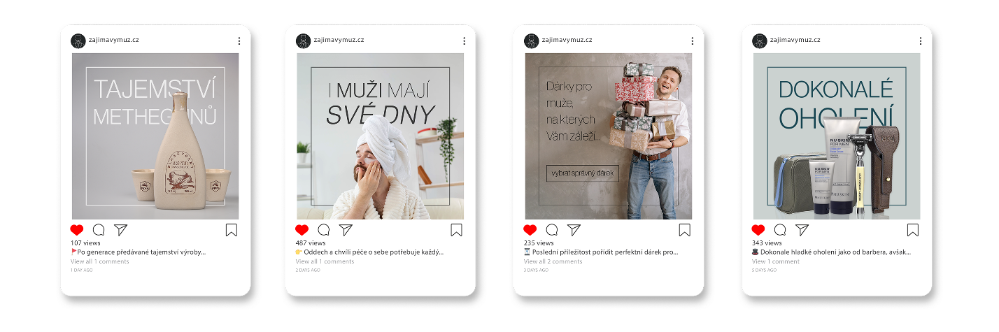 zajimavymuz.cz
TAJEMSTVÍ
107 views
🚩Po generace předávané tajemství výroby...
View all 1 comments
1 DAY AGO
zajimavymuz.cz
I MUŽI MAJÍ
SVÉ DNY
487 views
👉 Oddech a chvíli péče o sebe potřebuje každý...
View all 1 comments
2 DAYS AGO
zajimavymuz.cz
Dárky pro
muže,
na kterých
Vám záleží
vybrat správný dárek
235 views
⏳ Poslední příležitost pořídit perfektní dárek pro...
View all 2 comments
3 DAYS AGO
zajimavymuz.cz
DOKONALÉ
OHOLENÍ
NU SKIN
FOR MEN
NU SKIN
FOR MEN
NU SKIN
343 views
🎩 Dokonale hladké oholení jako od barbera, avšak...
View 1 comment
5 DAYS AGO